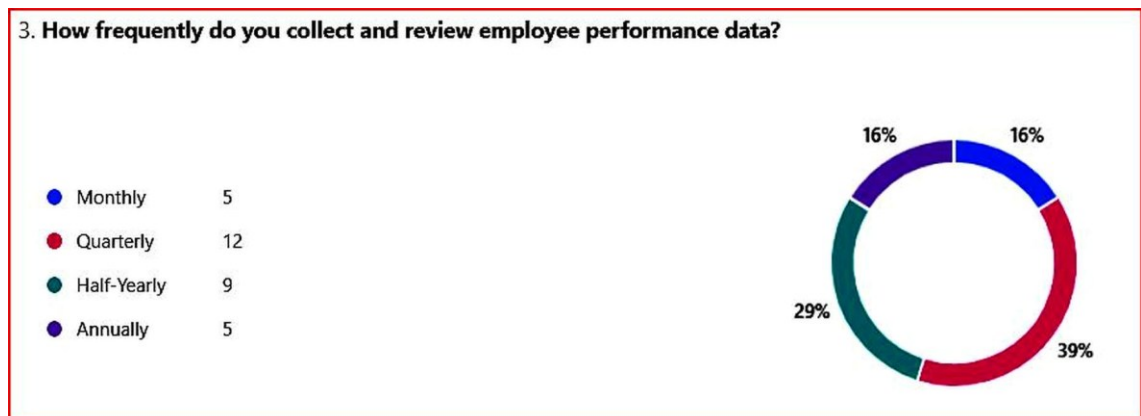 3. How frequently do you collect and review employee performance data?
16% 16%
Monthly 5
Quarterly 12
Half-Yearly 9
Annually 5
29%
39%